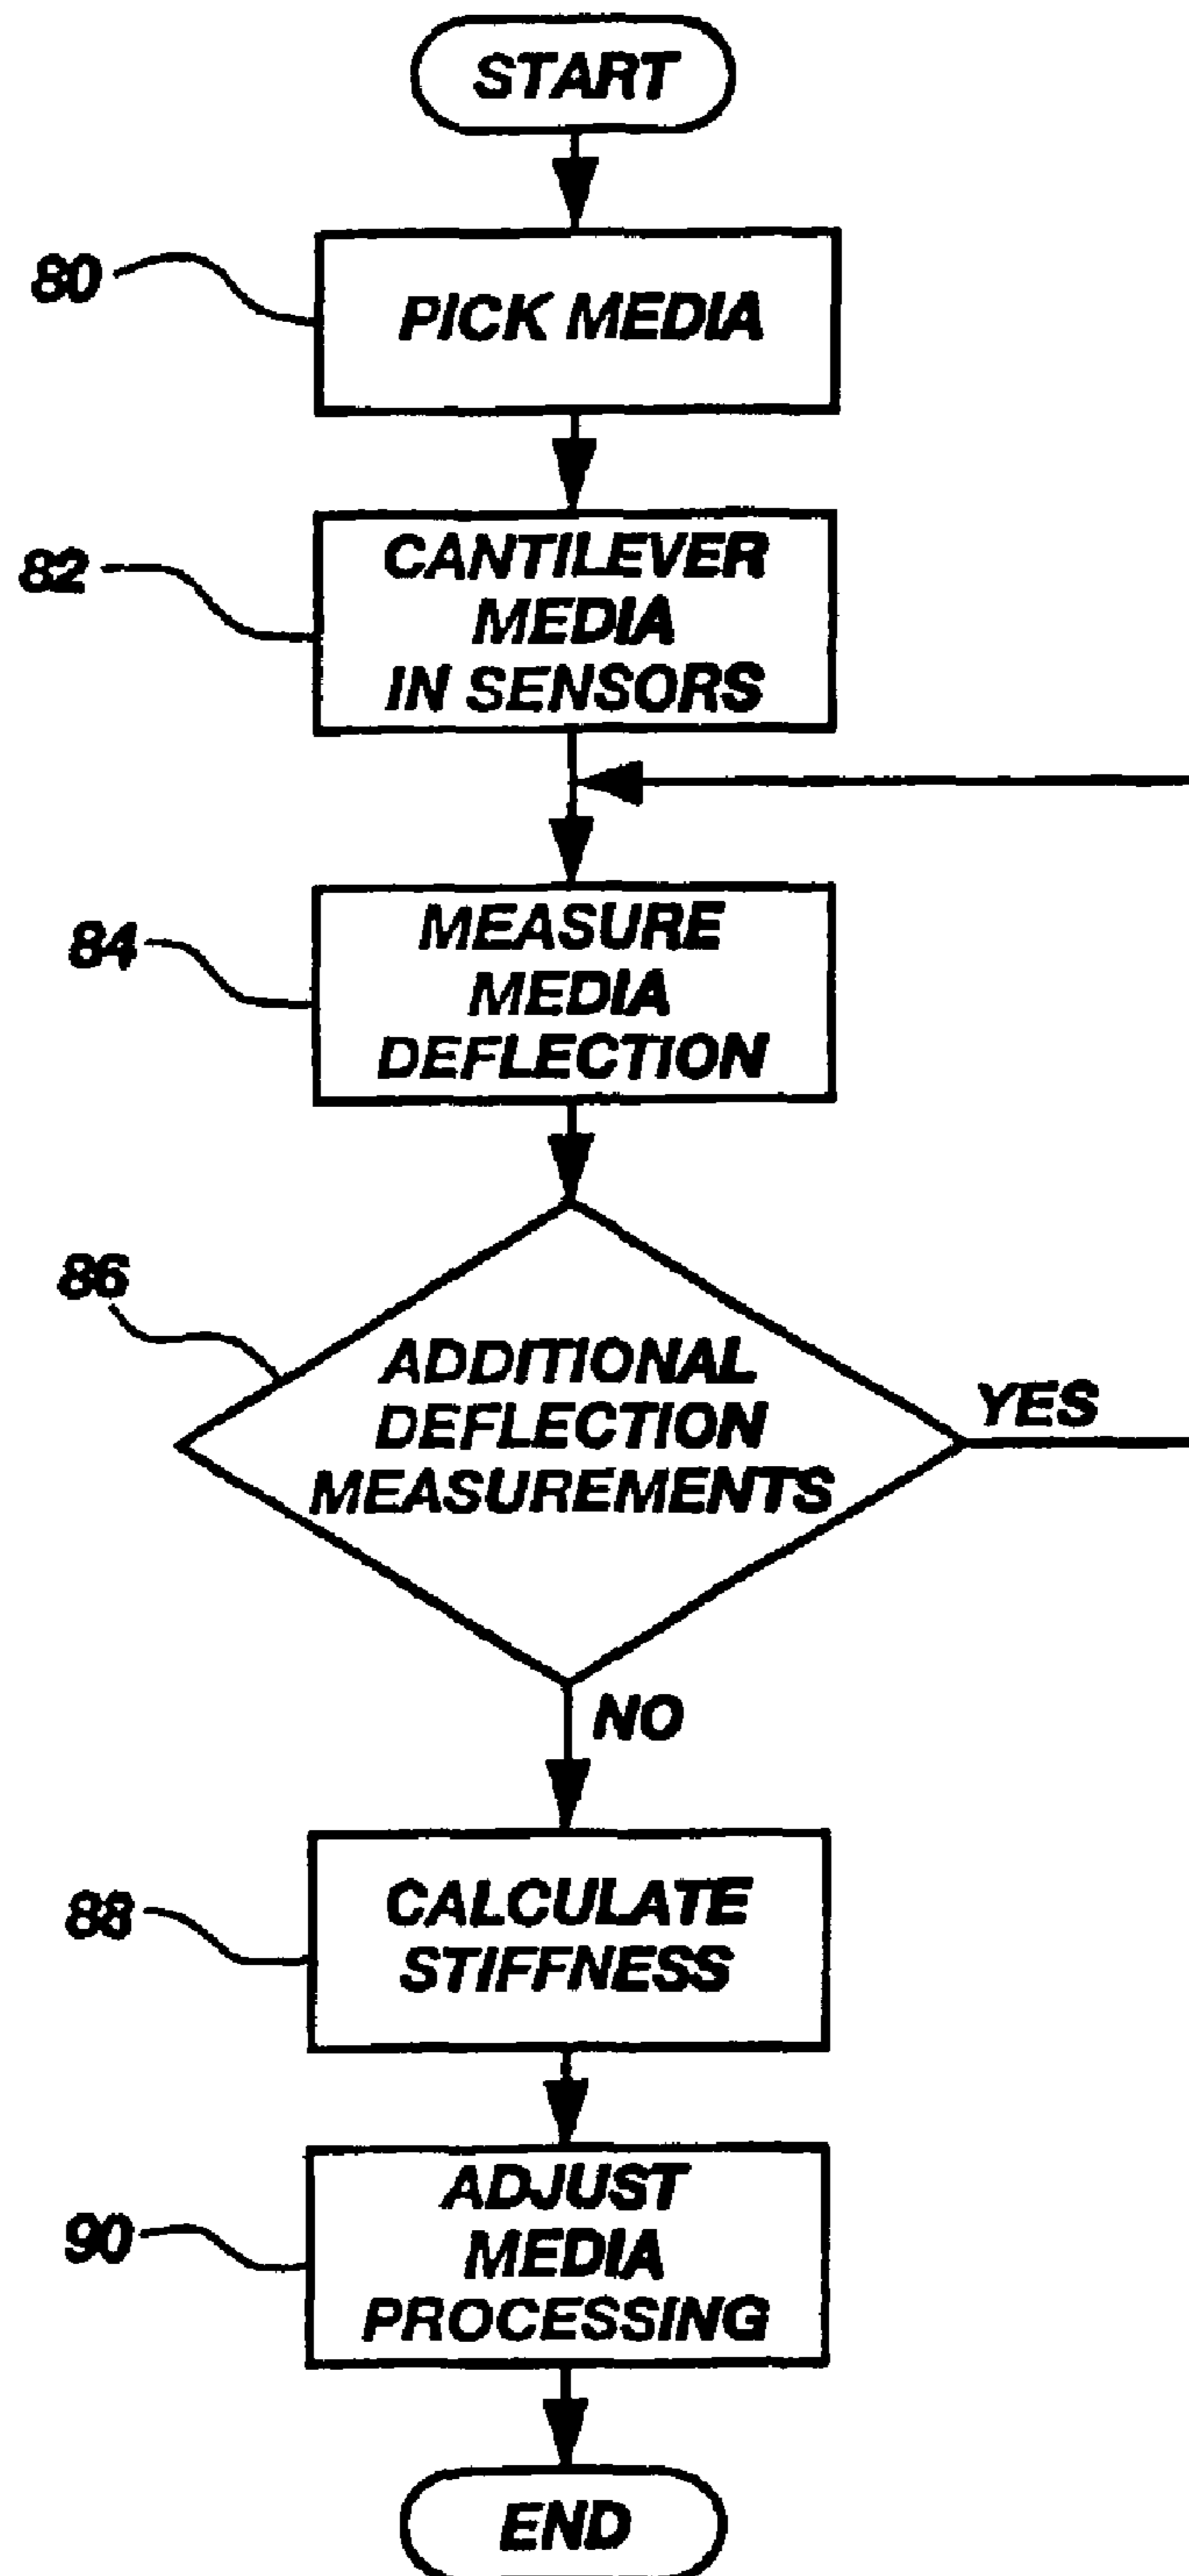 START
80
PICK MEDIA
82
CANTILEVER
MEDIA
IN SENSORS
84
MEASURE
MEDIA
DEFLECTION
86
ADDITIONAL
DEFLECTION
MEASUREMENTS
YES
NO
88
CALCULATE
STIFFNESS
90
ADJUST
MEDIA
PROCESSING
END